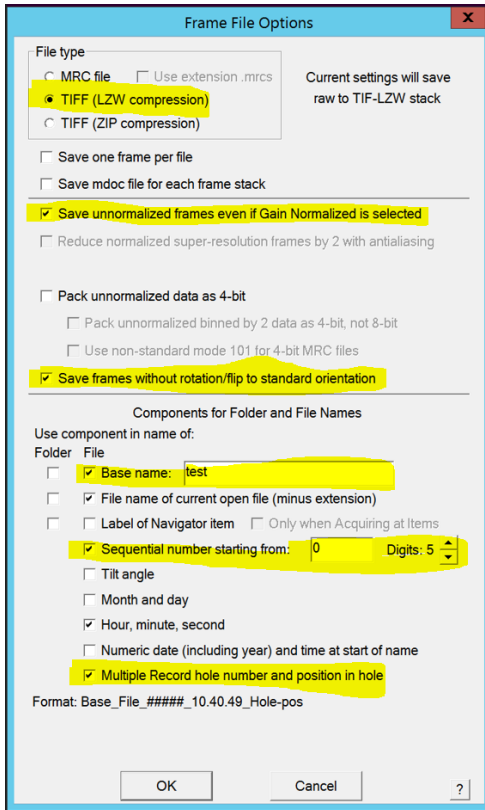 Frame File Options
X
File type
MRC file Use extension .mrcs
TIFF (LZW compression)
TIFF (ZIP compression)
Current settings will save
raw to TIF-LZW stack
Save one frame per file
Save mdoc file for each frame stack
Save unnormalized frames even if Gain Normalized is selected
Reduce normalized super-resolution frames by 2 with antialiasing
Pack unnormalized data as 4-bit
Pack unnormalized binned by 2 data as 4-bit, not 8-bit
Use non-standard mode 101 for 4-bit MRC files
Save frames without rotation/flip to standard orientation
Components for Folder and File Names
Use component in name of:
Folder File
Base name: test
File name of current open file (minus extension)
Label of Navigator item Only when Acquiring at Items
Sequential number starting from: 0 Digits: 5
Tilt angle
Month and day
Hour, minute, second
Numeric date (including year) and time at start of name
Multiple Record hole number and position in hole
Format: Base_File_#####_10.40.49_Hole-pos
OK Cancel ?